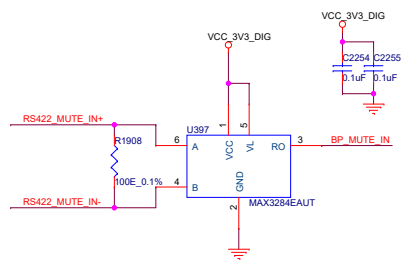 VCC_3V3_DIG
VCC_3V3_DIG
C2254 C2255
0.1uF 0.1uF
RS422_MUTE_IN+
R1908
100E_0.1%
RS422_MUTE_IN-
U397
1 5
6 A VCC VL RO 3 BP_MUTE_IN
4 B GND
2 MAX3284EAUT